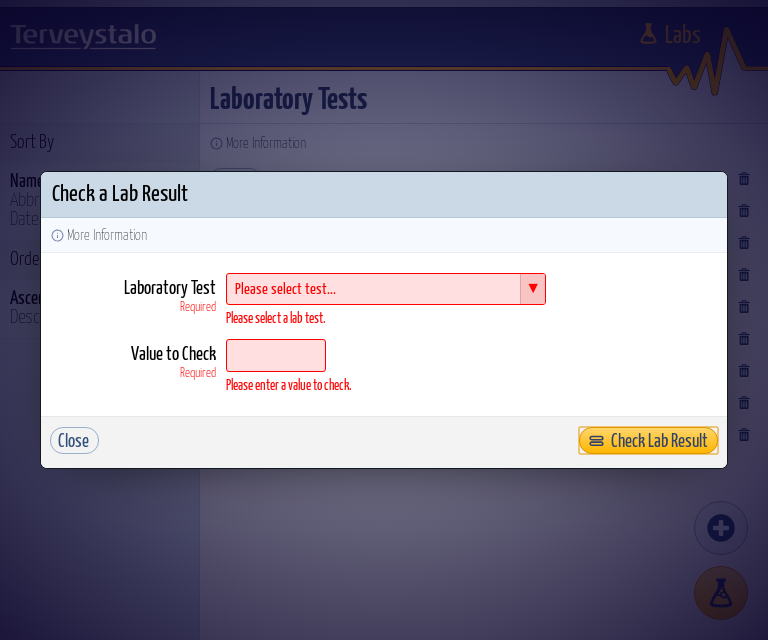 Terveystalo
Labs
Laboratory Tests
Sort By
More Information
Name
Abbr
Date
Orde
Ascen
Desc
Check a Lab Result
More Information
Laboratory Test
Required
Please select test...
Please select a lab test.
Value to Check
Required
Please enter a value to check.
Close
Check Lab Result